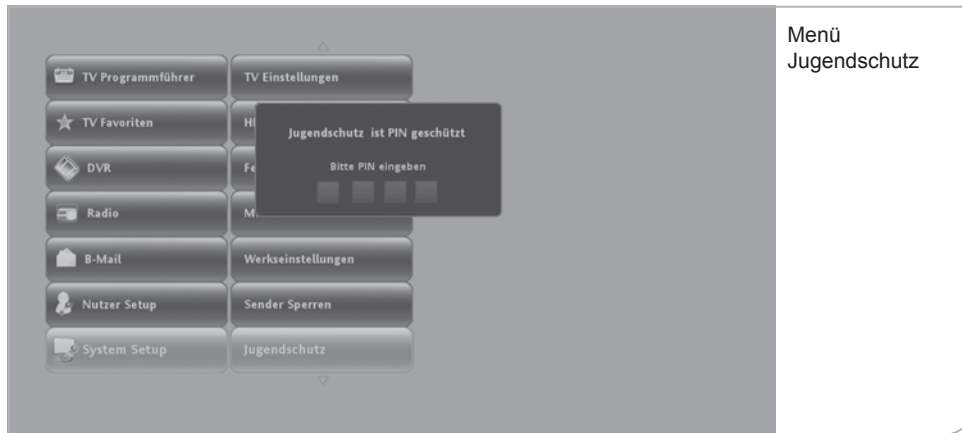 Menü
Jugendschutz
TV Programmführer
TV Favoriten
DVR
Radio
B-Mail
Nutzer Setup
System Setup
TV Einstellungen
Werkseinstellungen
Sender Sperren
Jugendschutz
Jugendschutz ist PIN geschützt
Bitte PIN eingeben